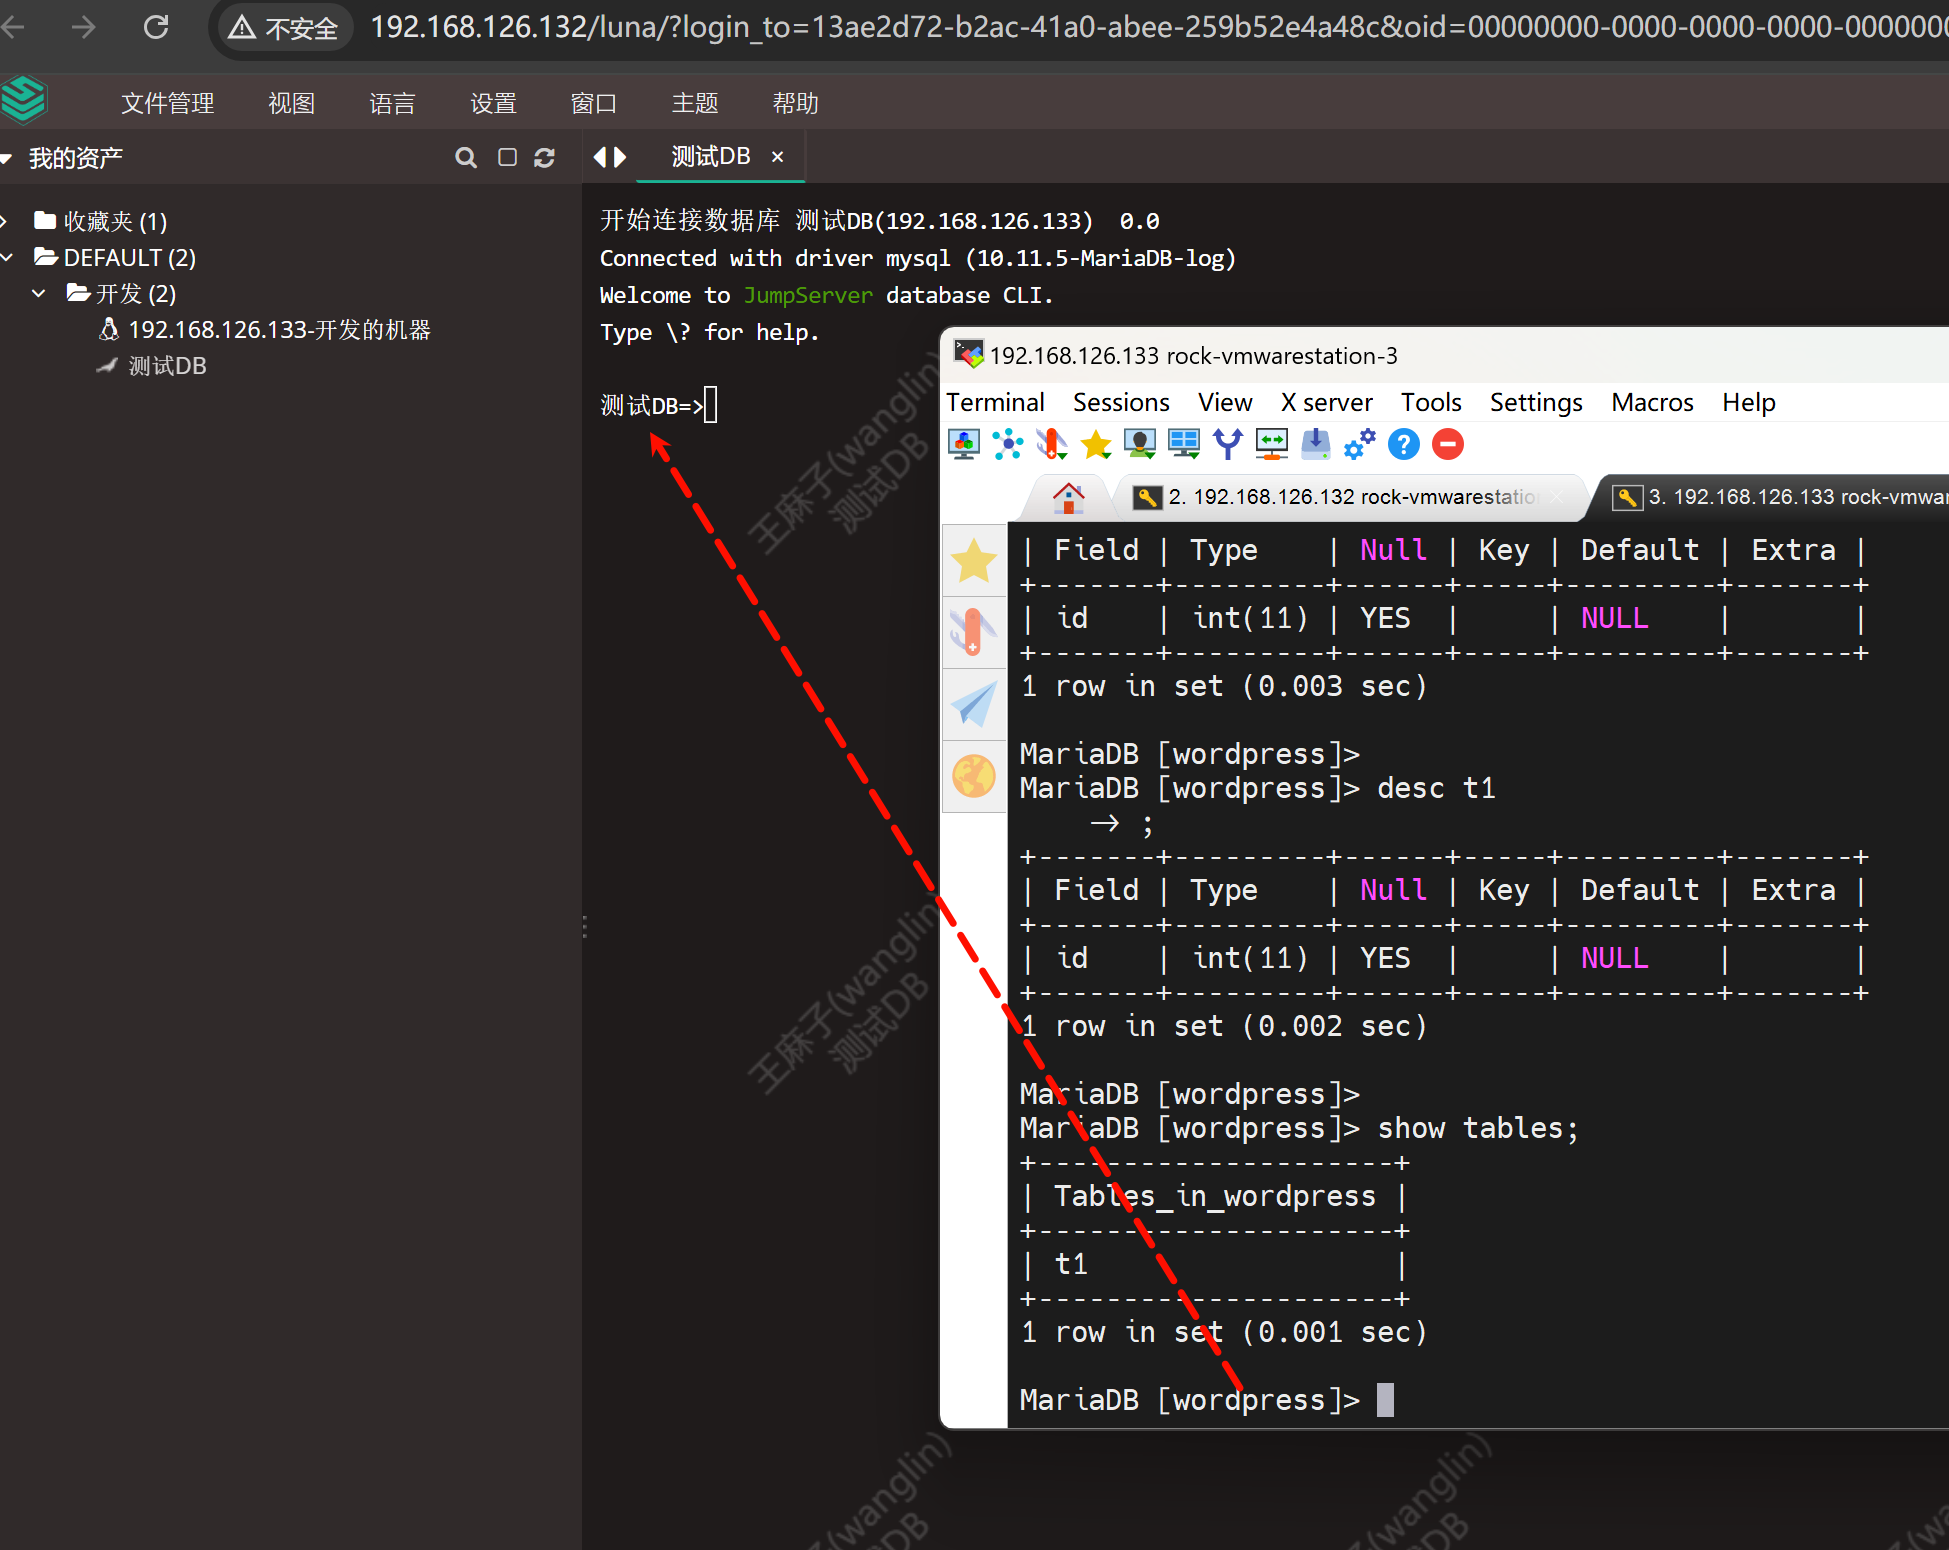 不安全
192.168.126.132/luna/?login_to=13ae2d72-b2ac-41a0-abee-259b52e4a48c&oid=00000000-0000-0000-0000-0000000
文件管理 视图 语言 设置 窗口 主题 帮助
我的资产
测试DB ×
收藏夹 (1)
DEFAULT (2)
开发 (2)
192.168.126.133-开发的机器
测试DB
开始连接数据库 测试DB(192.168.126.133)  0.0
Connected with driver mysql (10.11.5-MariaDB-log)
Welcome to JumpServer database CLI.
Type \? for help.
测试DB=>
王麻子(wanglin)
测试DB
王麻子(wanglin)
测试DB
192.168.126.133 rock-vmwarestation-3
Terminal Sessions View X server Tools Settings Macros Help
2. 192.168.126.132 rock-vmwarestatio
3. 192.168.126.133 rock-vmwar
| Field | Type    | Null | Key | Default | Extra |
+-------+---------+------+-----+---------+-------+
| id    | int(11) | YES  |     | NULL    |       |
+-------+---------+------+-----+---------+-------+
1 row in set (0.003 sec)
MariaDB [wordpress]>
MariaDB [wordpress]> desc t1
    -> ;
+-------+---------+------+-----+---------+-------+
| Field | Type    | Null | Key | Default | Extra |
+-------+---------+------+-----+---------+-------+
| id    | int(11) | YES  |     | NULL    |       |
+-------+---------+------+-----+---------+-------+
1 row in set (0.002 sec)
MariaDB [wordpress]>
MariaDB [wordpress]> show tables;
+---------------------+
| Tables_in_wordpress |
+---------------------+
| t1                  |
+---------------------+
1 row in set (0.001 sec)
MariaDB [wordpress]>
(wanglin)
DB
(wanglin)
DB